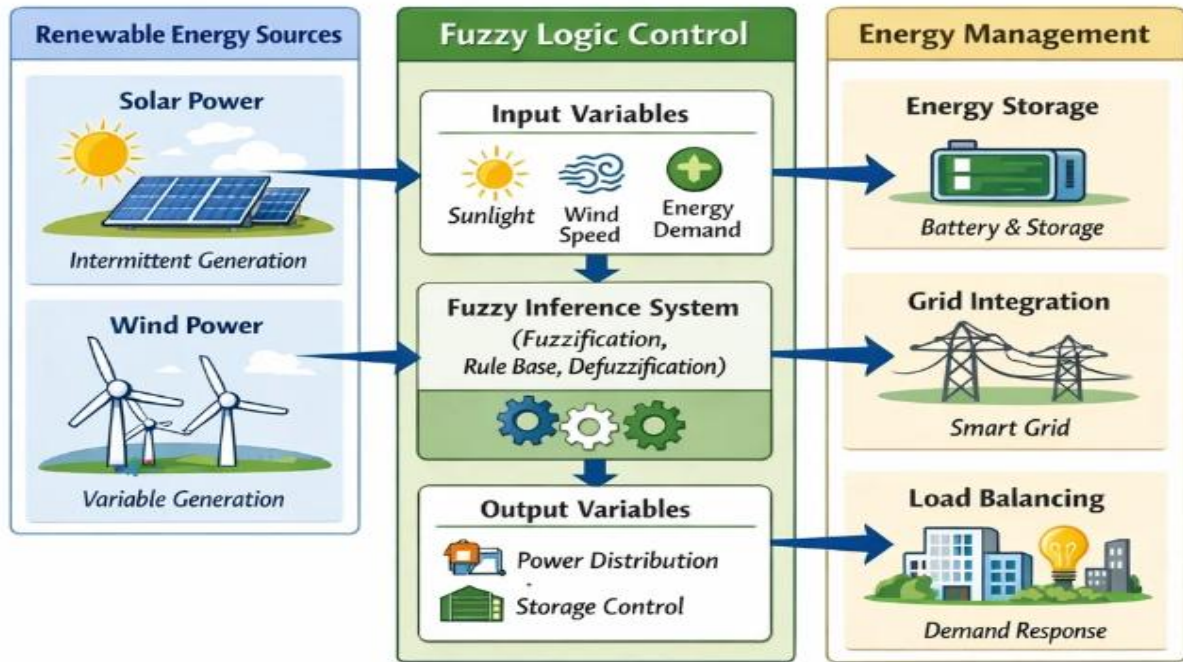 Renewable Energy Sources
Solar Power
Intermittent Generation
Wind Power
Variable Generation
Fuzzy Logic Control
Input Variables
Sunlight
Wind
Speed
Energy
Demand
Fuzzy Inference System
(Fuzzification,
Rule Base, Defuzzification)
Output Variables
Power Distribution
Storage Control
Energy Management
Energy Storage
Battery & Storage
Grid Integration
Smart Grid
Load Balancing
Demand Response